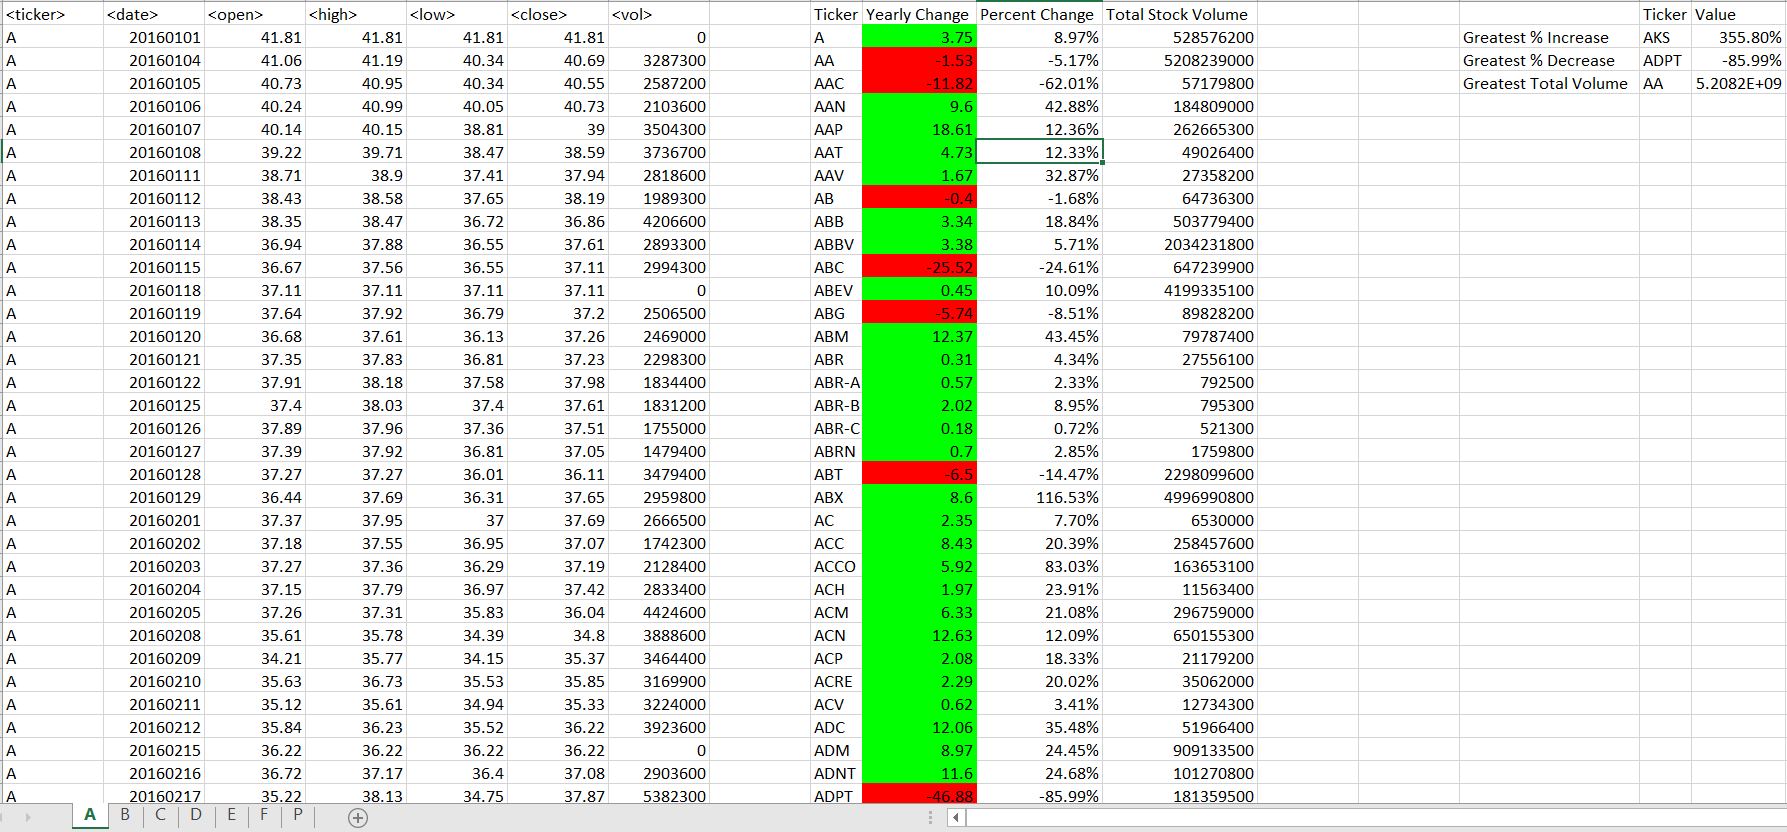 <ticker> <date> <open> <high> <low> <close> <vol> Ticker Yearly Change Percent Change Total Stock Volume Ticker Value
A 20160101 41.81 41.81 41.81 41.81 0 A 3.75 8.97% 528576200 Greatest % Increase AKS 355.80%
A 20160104 41.06 41.19 40.34 40.69 3287300 AA -1.53 -5.17% 5208239000 Greatest % Decrease ADPT -85.99%
A 20160105 40.73 40.95 40.34 40.55 2587200 AAC -11.82 -62.01% 57179800 Greatest Total Volume AA 5.2082E+09
A 20160106 40.24 40.99 40.05 40.73 2103600 AAN 9.6 42.88% 184809000
A 20160107 40.14 40.15 38.81 39 3504300 AAP 18.61 12.36% 262665300
A 20160108 39.22 39.71 38.47 38.59 3736700 AAT 4.73 12.33% 49026400
A 20160111 38.71 38.9 37.41 37.94 2818600 AAV 1.67 32.87% 27358200
A 20160112 38.43 38.58 37.65 38.19 1989300 AB -0.4 -1.68% 64736300
A 20160113 38.35 38.47 36.72 36.86 4206600 ABB 3.34 18.84% 503779400
A 20160114 36.94 37.88 36.55 37.61 2893300 ABBV 3.38 5.71% 2034231800
A 20160115 36.67 37.56 36.55 37.11 2994300 ABC -25.52 -24.61% 647239900
A 20160118 37.11 37.11 37.11 37.11 0 ABEV 0.45 10.09% 4199335100
A 20160119 37.64 37.92 36.79 37.2 2506500 ABG -5.74 -8.51% 89828200
A 20160120 36.68 37.61 36.13 37.26 2469000 ABM 12.37 43.45% 79787400
A 20160121 37.35 37.83 36.81 37.23 2298300 ABR 0.31 4.34% 27556100
A 20160122 37.91 38.18 37.58 37.98 1834400 ABR-A 0.57 2.33% 792500
A 20160125 37.4 38.03 37.4 37.61 1831200 ABR-B 2.02 8.95% 795300
A 20160126 37.89 37.96 37.36 37.51 1755000 ABR-C 0.18 0.72% 521300
A 20160127 37.39 37.92 36.81 37.05 1479400 ABRN 0.7 2.85% 1759800
A 20160128 37.27 37.27 36.01 36.11 3479400 ABT -6.5 -14.47% 2298099600
A 20160129 36.44 37.69 36.31 37.65 2959800 ABX 8.6 116.53% 4996990800
A 20160201 37.37 37.95 37 37.69 2666500 AC 2.35 7.70% 6530000
A 20160202 37.18 37.55 36.95 37.07 1742300 ACC 8.43 20.39% 258457600
A 20160203 37.27 37.36 36.29 37.19 2128400 ACCO 5.92 83.03% 163653100
A 20160204 37.15 37.79 36.97 37.42 2833400 ACH 1.97 23.91% 11563400
A 20160205 37.26 37.31 35.83 36.04 4424600 ACM 6.33 21.08% 296759000
A 20160208 35.61 35.78 34.39 34.8 3888600 ACN 12.63 12.09% 650155300
A 20160209 34.21 35.77 34.15 35.37 3464400 ACP 2.08 18.33% 21179200
A 20160210 35.63 36.73 35.53 35.85 3169900 ACRE 2.29 20.02% 35062000
A 20160211 35.12 35.61 34.94 35.33 3224000 ACV 0.62 3.41% 12734300
A 20160212 35.84 36.23 35.52 36.22 3923600 ADC 12.06 35.48% 51966400
A 20160215 36.22 36.22 36.22 36.22 0 ADM 8.97 24.45% 909133500
A 20160216 36.72 37.17 36.4 37.08 2903600 ADNT 11.6 24.68% 101270800
A 20160217 35.22 38.13 34.75 37.87 5382300 ADPT -46.88 -85.99% 181359500
A B C D E F P